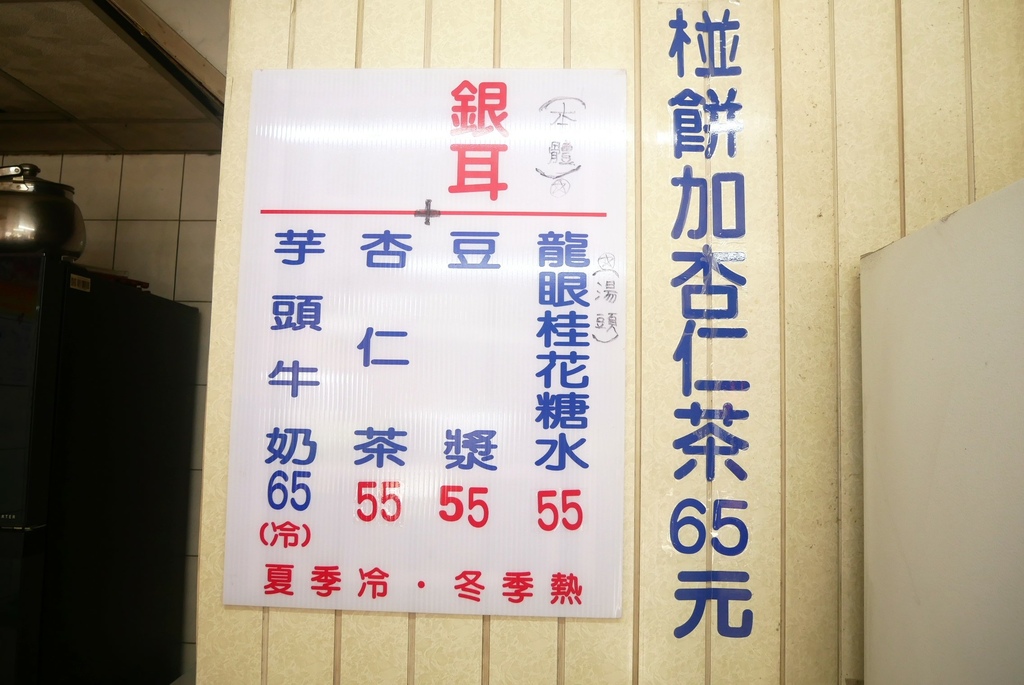 椪餅加杏仁茶65元
(本體)
銀耳
+
龍眼桂花糖水 55
(湯頭)
豆漿 55
杏仁茶 55
芋頭牛奶 65 (冷)
夏季冷・冬季熱